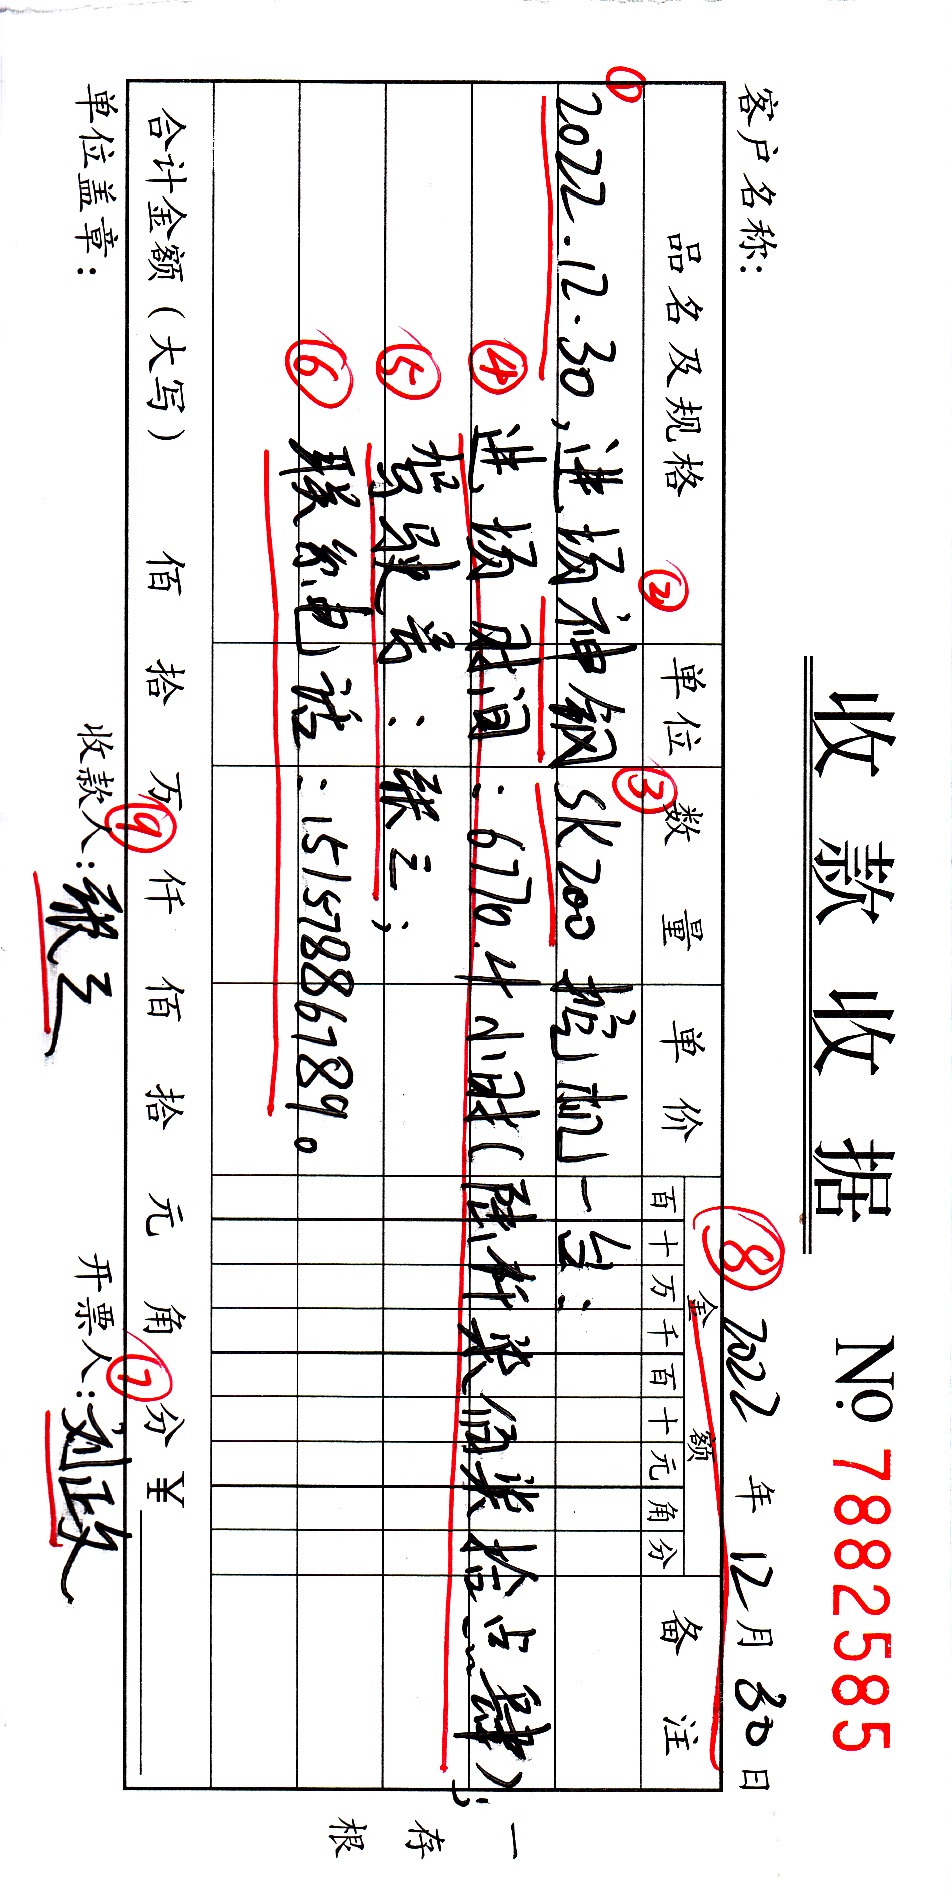 收款收据 No. 7882585
客户名称: ⑧ 2022 年 12 月 30 日
品名及规格 单位 数量 单价 金额 备注
百 十 万 千 百 十 元 角 分
① ② ③
2022.12.30,进场神钢SK200挖机一台:
④ 进场时间:6770.4小时(陆仟柒佰柒拾点肆);
⑤ 驾驶员:张三;
⑥ 联系电话:15157886789。
一存根
合计金额(大写) 佰 拾 万 仟 佰 拾 元 角 分 ¥
单位盖章: 收款人: ⑨ 张三 开票人: ⑦ 刘正文